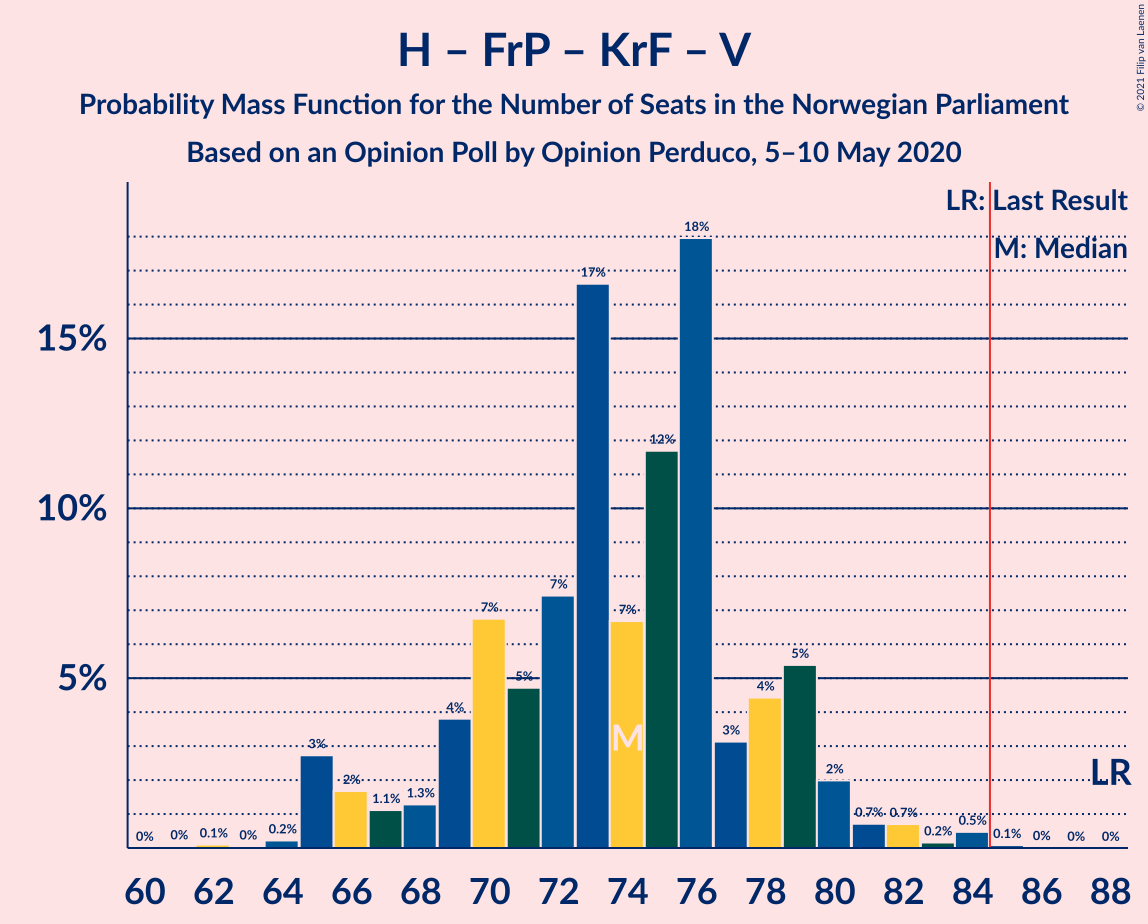 H – FrP – KrF – V
Probability Mass Function for the Number of Seats in the Norwegian Parliament
Based on an Opinion Poll by Opinion Perduco, 5–10 May 2020
© 2021 Filip van Laenen
LR: Last Result
M: Median
15%
10%
5%
0% 0% 0.1% 0% 0.2% 3% 2% 1.1% 1.3% 4% 7% 5% 7% 17% 7% 12% 18% 3% 4% 5% 2% 0.7% 0.7% 0.2% 0.5% 0.1% 0% 0% 0%
M
LR
60 62 64 66 68 70 72 74 76 78 80 82 84 86 88